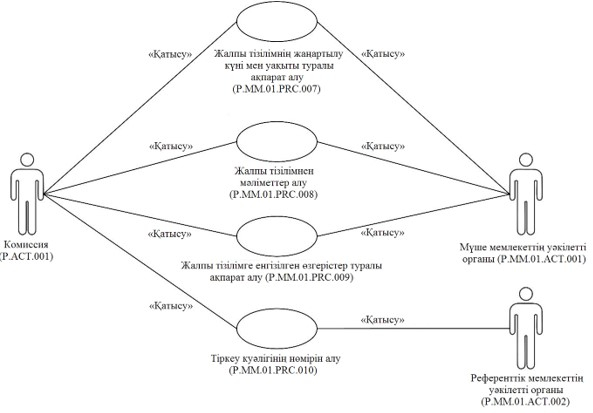 «Қатысу»
«Қатысу»
Жалпы тізілімнің жаңартылу
күні мен уақыты туралы
ақпарат алу
(P.MM.01.PRC.007)
«Қатысу»
«Қатысу»
Жалпы тізілімнен
мәліметтер алу
(P.MM.01.PRC.008)
Комиссия
(P.ACT.001)
Мүше мемлекеттің уәкілетті
органы (P.MM.01.ACT.001)
«Қатысу»
«Қатысу»
Жалпы тізілімге енгізілген өзгерістер туралы
ақпарат алу (P.MM.01.PRC.009)
«Қатысу»
«Қатысу»
Тіркеу куәлігінің нөмірін алу
(P.MM.01.PRC.010)
Референттік мемлекеттің
уәкілетті органы
(P.MM.01.ACT.002)